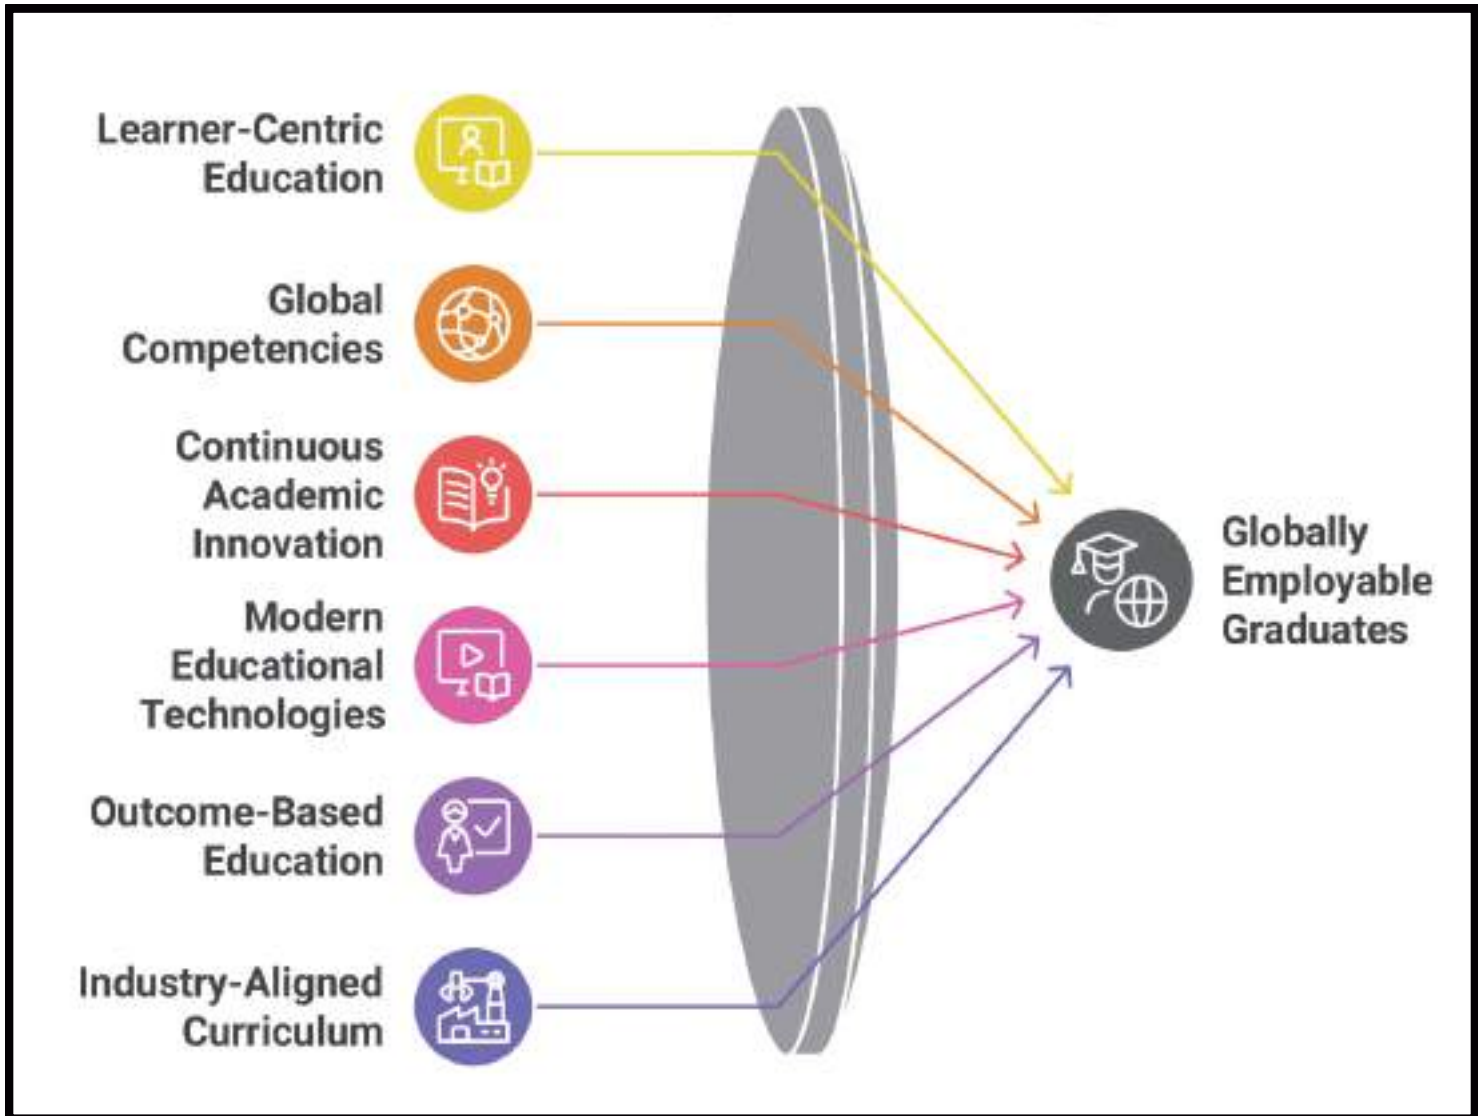 Learner-Centric
Education
Global
Competencies
Continuous
Academic
Innovation
Modern
Educational
Technologies
Outcome-Based
Education
Industry-Aligned
Curriculum
Globally
Employable
Graduates